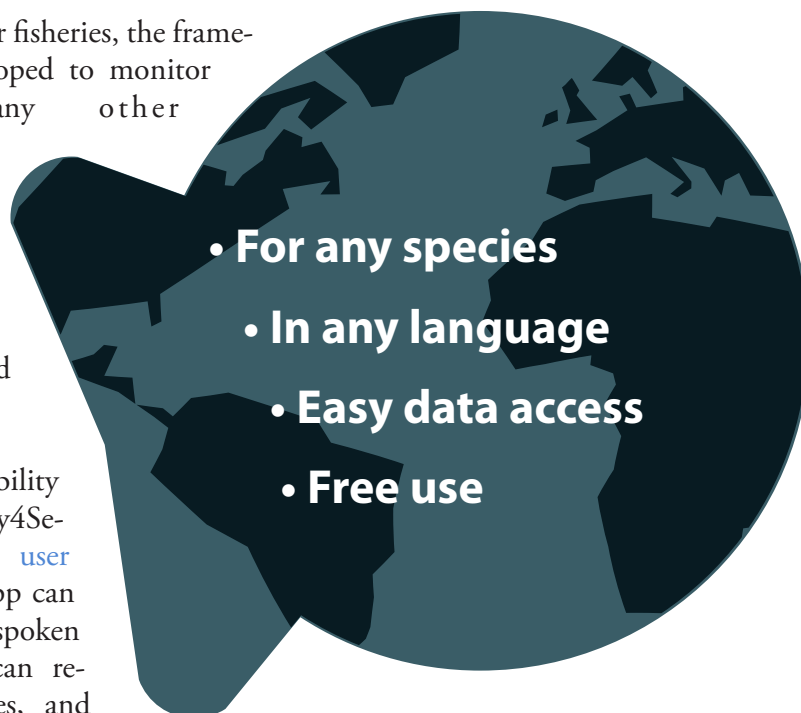 r fisheries, the frame-
oped to monitor
any other
• For any species
• In any language
d
• Easy data access
bility
• Free use
y4Se-
user
pp can
spoken
can re-
es, and